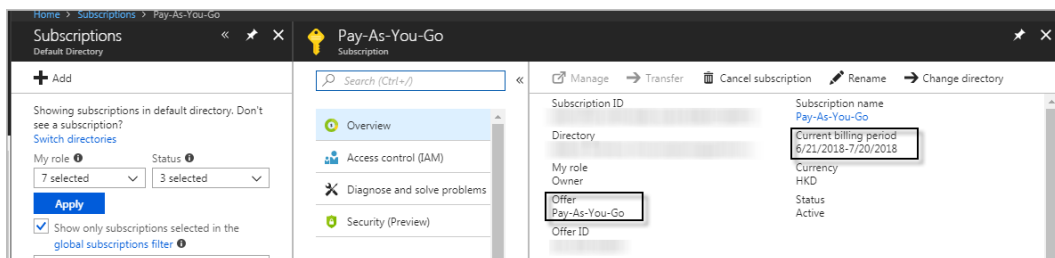 Home > Subscriptions > Pay-As-You-Go
Subscriptions
Default Directory
Add
Showing subscriptions in default directory. Don't
see a subscription?
Switch directories
My role
Status
7 selected
3 selected
Apply
Show only subscriptions selected in the
global subscriptions filter
Pay-As-You-Go
Subscription
Search (Ctrl+/)
Overview
Access control (IAM)
Diagnose and solve problems
Security (Preview)
Manage
Transfer
Cancel subscription
Rename
Change directory
Subscription ID
Directory
My role
Owner
Offer
Pay-As-You-Go
Offer ID
Subscription name
Pay-As-You-Go
Current billing period
6/21/2018-7/20/2018
Currency
HKD
Status
Active